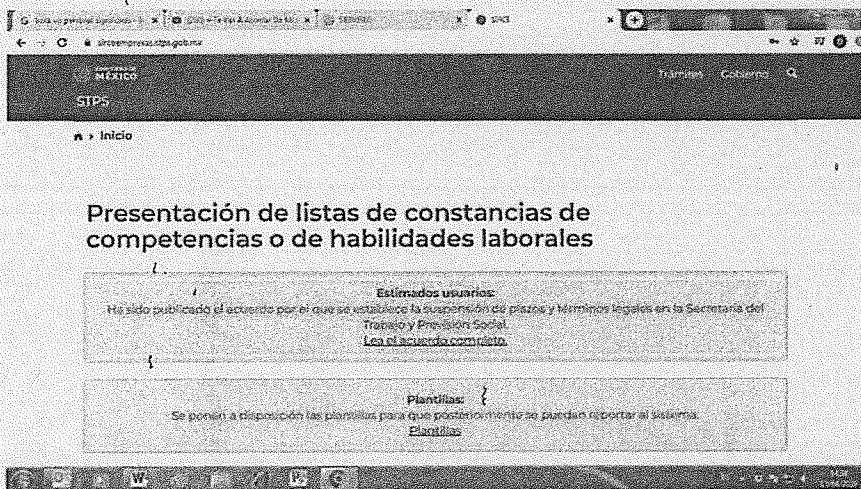 sircoempresas.stps.gob.mx
MÉXICO
Trámites Gobierno
STPS
> Inicio
Presentación de listas de constancias de
competencias o de habilidades laborales
Estimados usuarios:
Ha sido publicado el acuerdo por el que se establece la suspensión de plazos y términos legales en la Secretaría del
Trabajo y Previsión Social.
Lea el acuerdo completo.
Plantillas:
Se ponen a disposición las plantillas para que posteriormente se puedan reportar al sistema.
Plantillas